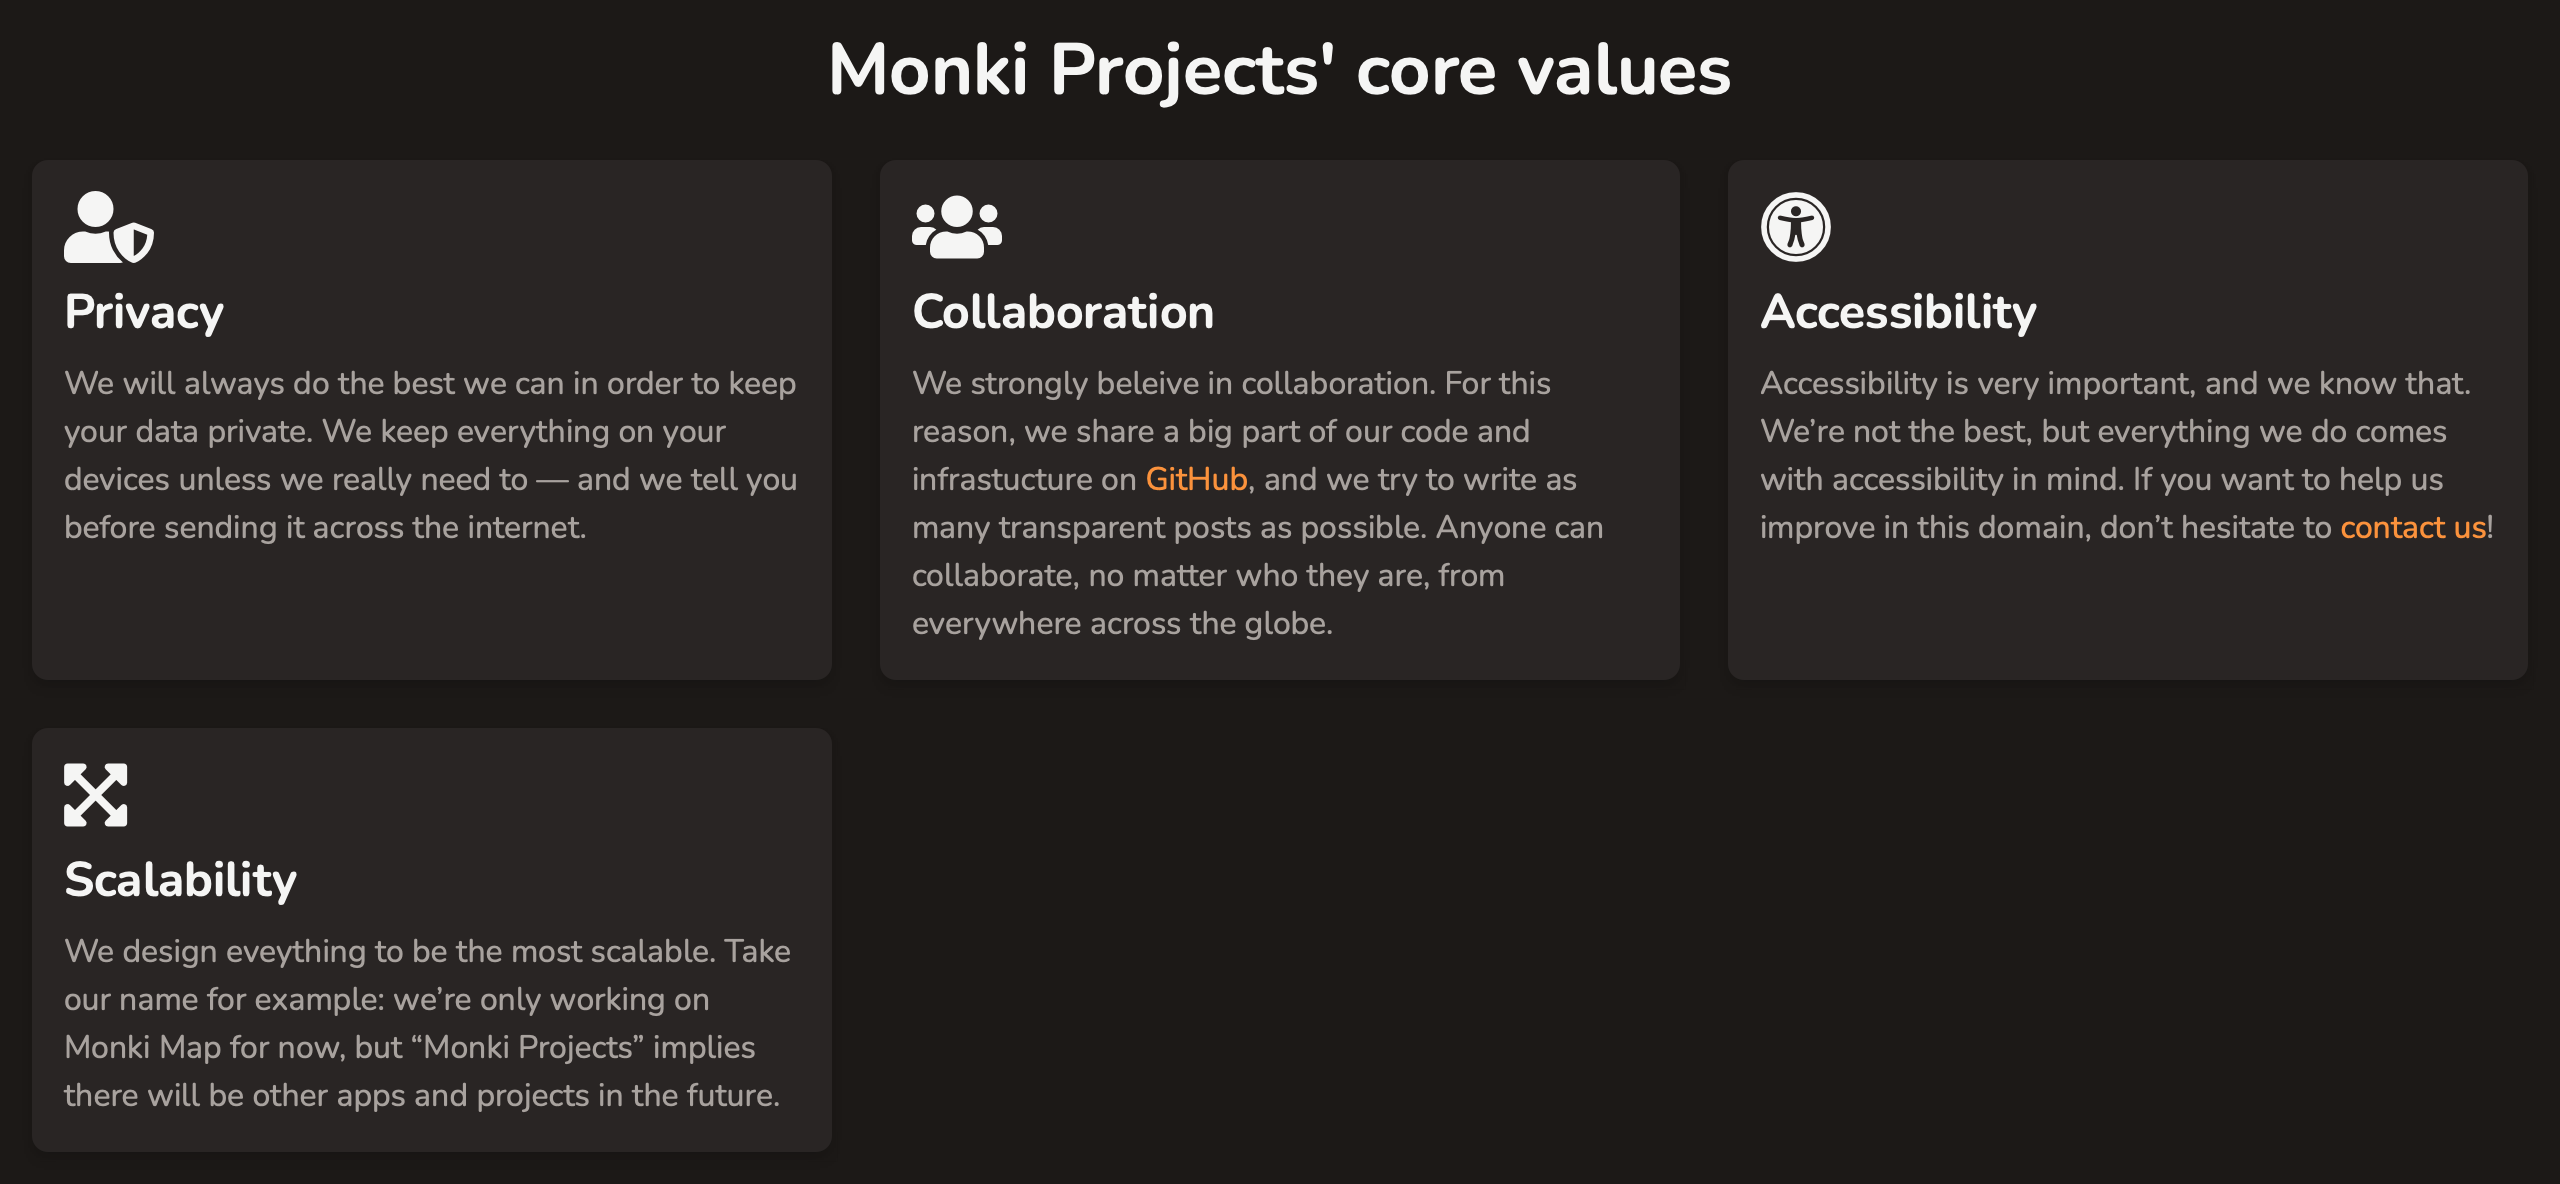 Monki Projects' core values
Privacy
We will always do the best we can in order to keep
your data private. We keep everything on your
devices unless we really need to — and we tell you
before sending it across the internet.
Collaboration
We strongly beleive in collaboration. For this
reason, we share a big part of our code and
infrastucture on GitHub, and we try to write as
many transparent posts as possible. Anyone can
collaborate, no matter who they are, from
everywhere across the globe.
Accessibility
Accessibility is very important, and we know that.
We’re not the best, but everything we do comes
with accessibility in mind. If you want to help us
improve in this domain, don’t hesitate to contact us!
Scalability
We design eveything to be the most scalable. Take
our name for example: we’re only working on
Monki Map for now, but “Monki Projects” implies
there will be other apps and projects in the future.